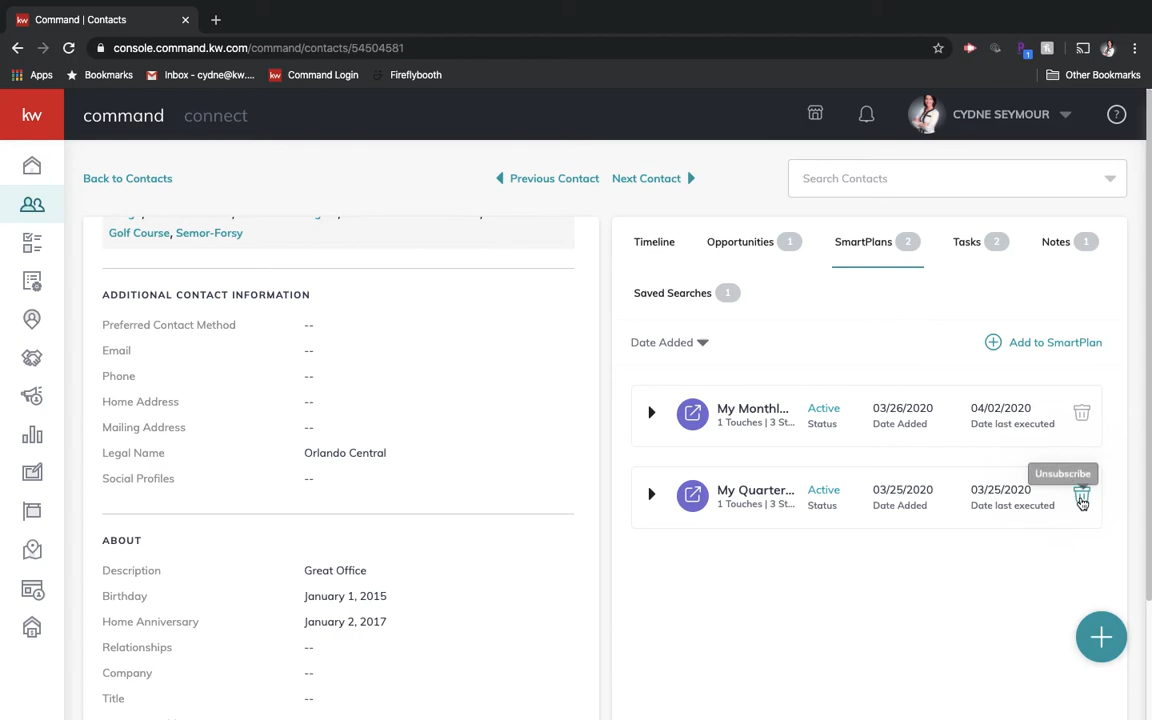 kw Command | Contacts
console.command.kw.com/command/contacts/54504581
1
Apps Bookmarks Inbox - cydne@kw.... kw Command Login Fireflybooth Other Bookmarks
kw command connect CYDNE SEYMOUR ?
Back to Contacts Previous Contact Next Contact Search Contacts
Golf Course, Semor-Forsy
ADDITIONAL CONTACT INFORMATION
Preferred Contact Method --
Email --
Phone --
Home Address --
Mailing Address --
Legal Name Orlando Central
Social Profiles --
ABOUT
Description Great Office
Birthday January 1, 2015
Home Anniversary January 2, 2017
Relationships --
Company --
Title --
Timeline Opportunities 1 SmartPlans 2 Tasks 2 Notes 1
Saved Searches 1
Date Added Add to SmartPlan
My Monthl... Active 03/26/2020 04/02/2020
1 Touches | 3 St... Status Date Added Date last executed
Unsubscribe
My Quarter... Active 03/25/2020 03/25/2020
1 Touches | 3 St... Status Date Added Date last executed